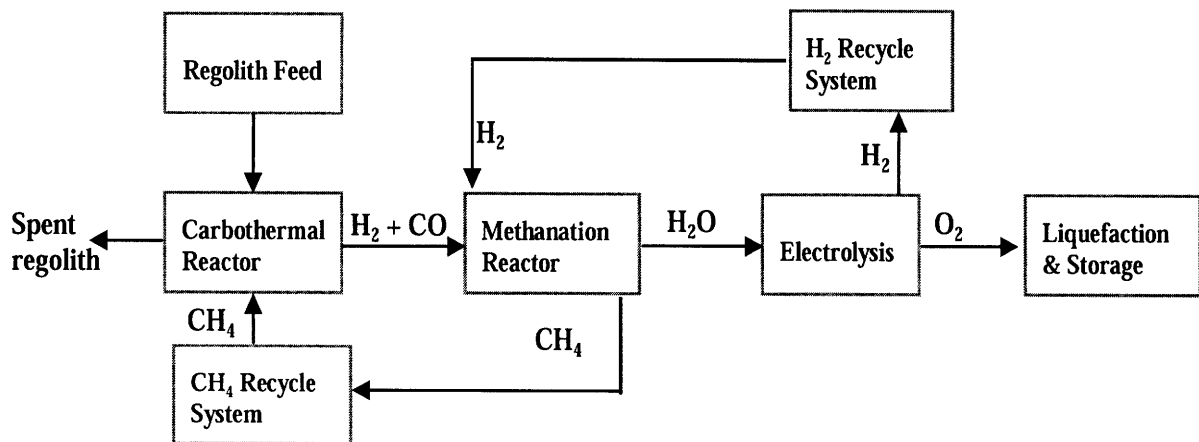 Regolith Feed
H₂ Recycle
System
H₂
H₂
Spent
regolith
Carbothermal
Reactor
H₂ + CO
Methanation
Reactor
H₂O
Electrolysis
O₂
Liquefaction
& Storage
CH₄
CH₄
CH₄ Recycle
System